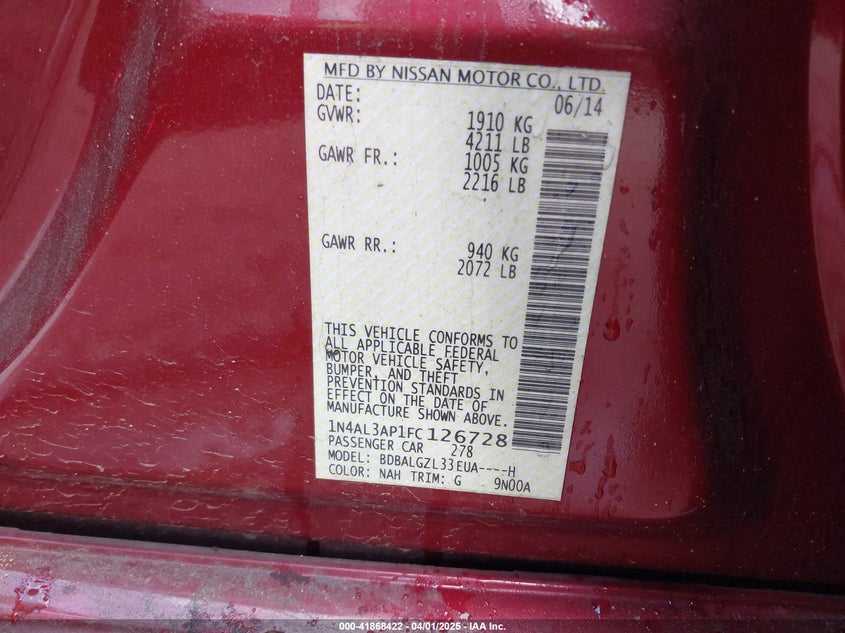 MFD BY NISSAN MOTOR CO., LTD.
DATE: 06/14
GVWR: 1910 KG
4211 LB
GAWR FR.: 1005 KG
2216 LB
GAWR RR.: 940 KG
2072 LB
THIS VEHICLE CONFORMS TO
ALL APPLICABLE FEDERAL
MOTOR VEHICLE SAFETY,
BUMPER, AND THEFT
PREVENTION STANDARDS IN
EFFECT ON THE DATE OF
MANUFACTURE SHOWN ABOVE.
1N4AL3AP1FC126728
PASSENGER CAR 278
MODEL: BDBALGZL33EUA----H
COLOR: NAH TRIM: G 9N00A
000-41868422 - 04/01/2025 - IAA Inc.